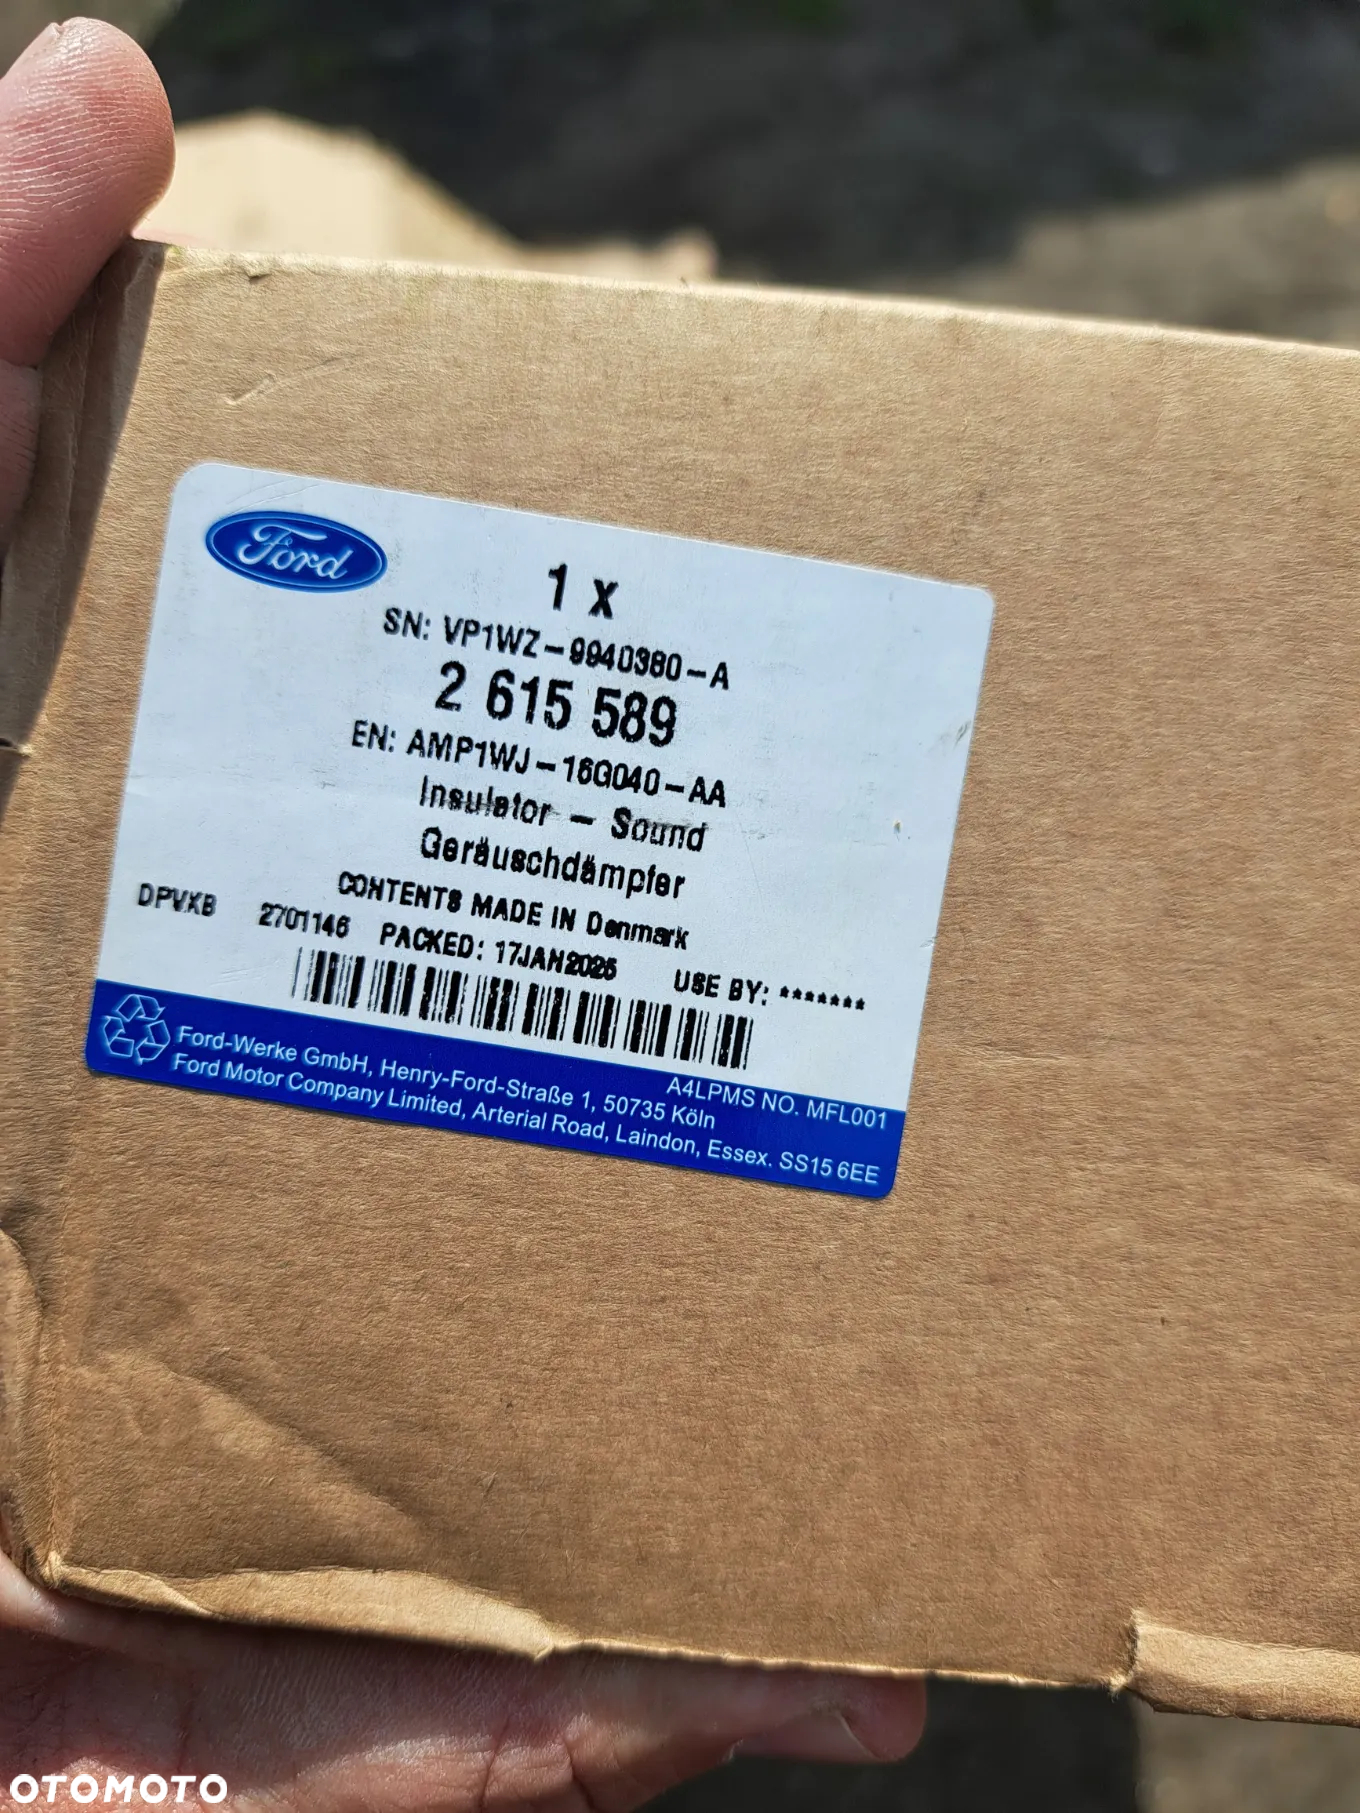 Ford
1 x
SN: VP1WZ-9940380-A
2 615 589
EN: AMP1WJ-16G040-AA
Insulator - Sound
Geräuschdämpfer
CONTENTS MADE IN Denmark
DPVXB 2701146 PACKED: 17JAN2025 USE BY: *******
A4LPMS NO. MFL001
Ford-Werke GmbH, Henry-Ford-Straße 1, 50735 Köln
Ford Motor Company Limited, Arterial Road, Laindon, Essex. SS15 6EE
OTOMOTO